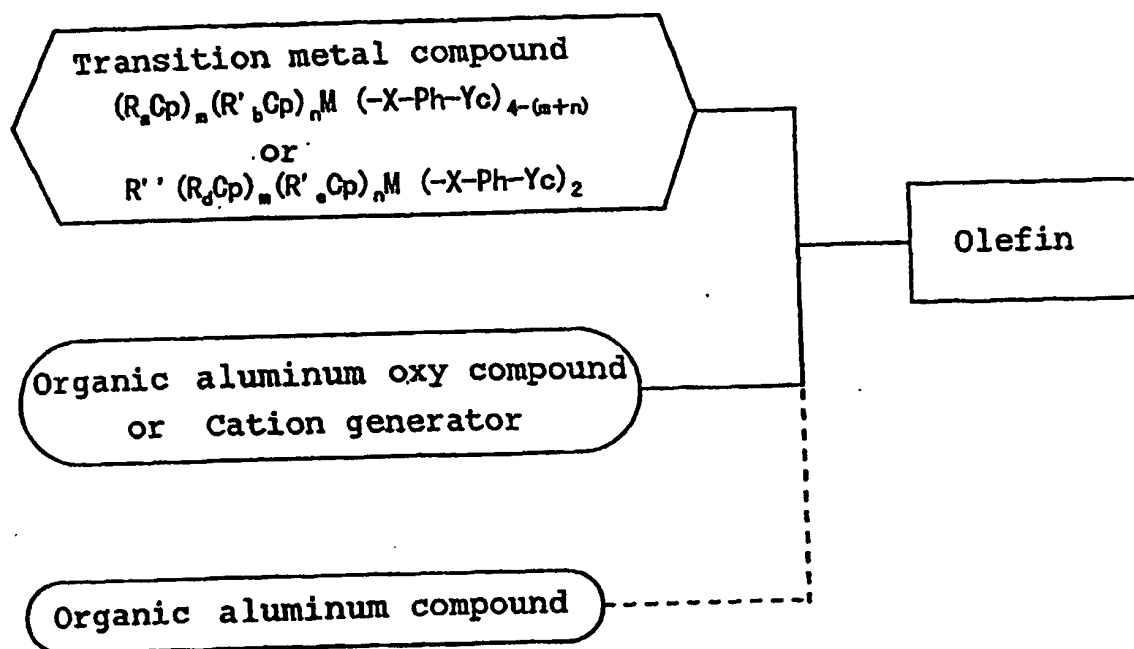 Transition metal compound
(RₐCp)ₘ(R'bCp)ₙM (-X-Ph-Yc)₄₋₍ₘ₊ₙ₎
or
R''(RdCp)ₘ(R'ₑCp)ₙM (-X-Ph-Yc)₂
Olefin
Organic aluminum oxy compound
or Cation generator
Organic aluminum compound